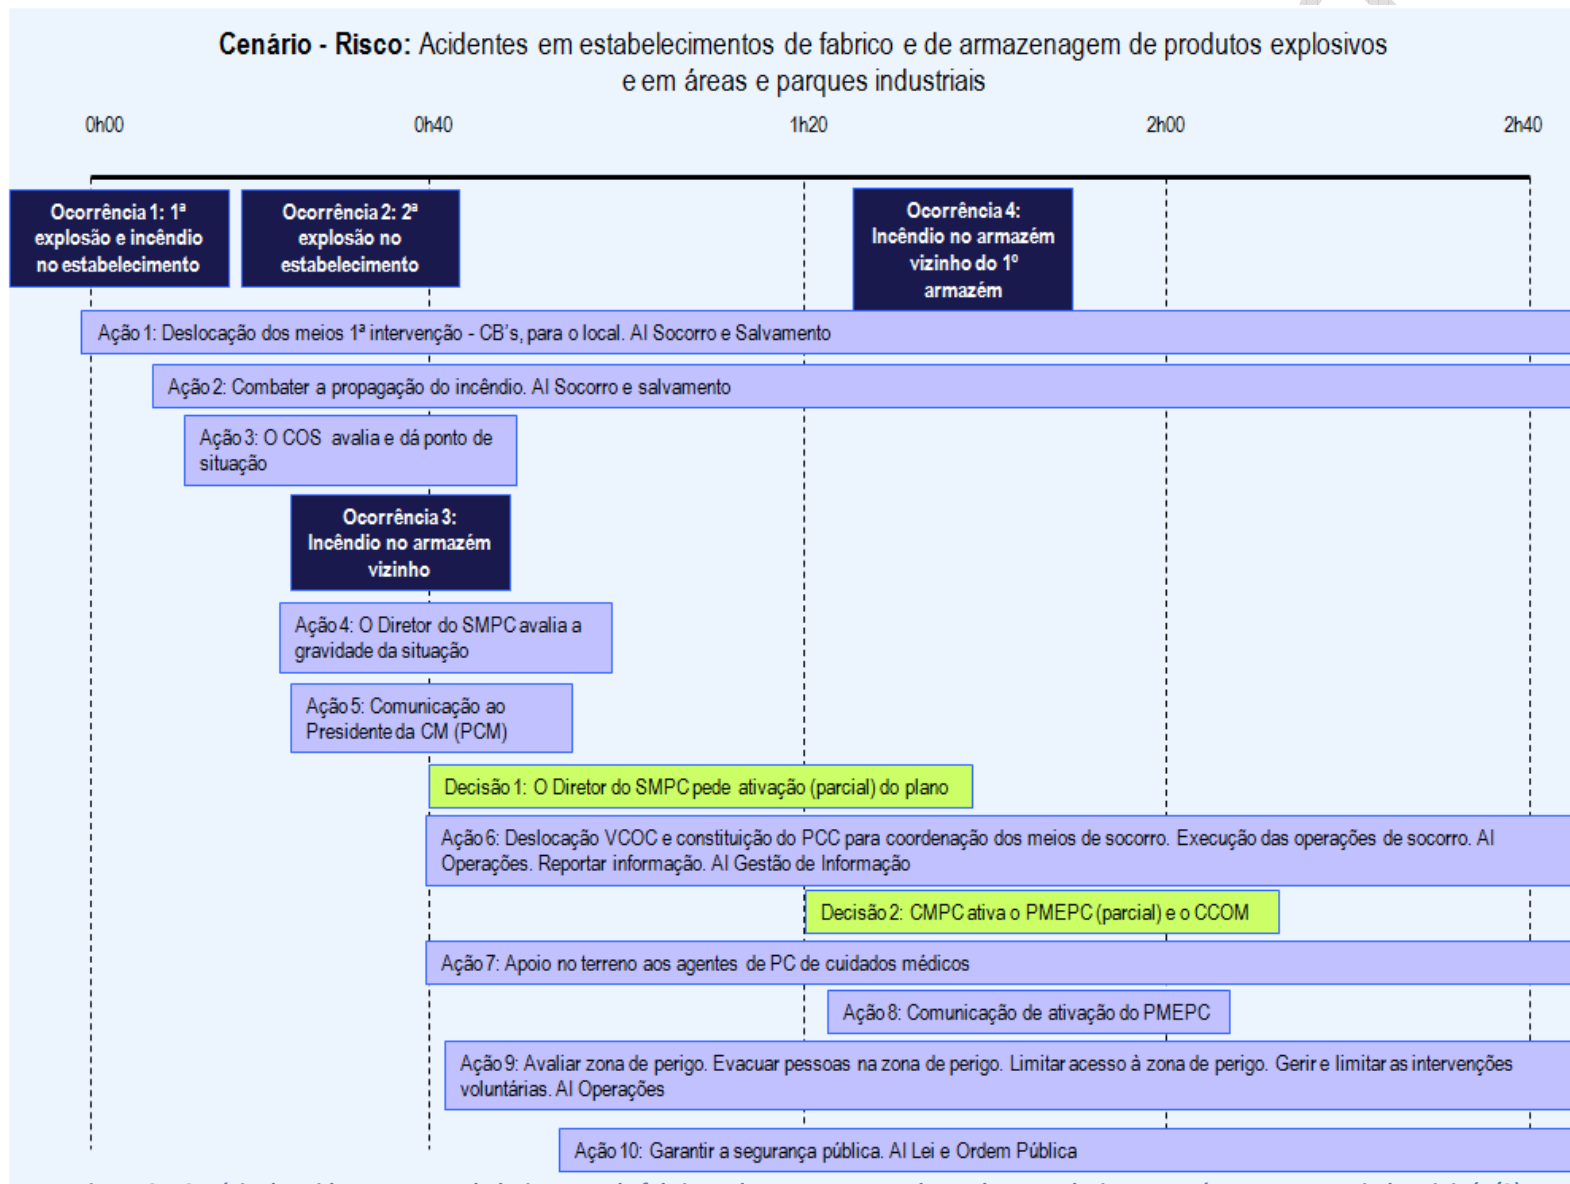 Cenário - Risco: Acidentes em estabelecimentos de fabrico e de armazenagem de produtos explosivos
e em áreas e parques industriais
0h00 0h40 1h20 2h00 2h40
Ocorrência 1: 1ª
explosão e incêndio
no estabelecimento
Ocorrência 2: 2ª
explosão no
estabelecimento
Ocorrência 4:
Incêndio no armazém
vizinho do 1º
armazém
Ação 1: Deslocação dos meios 1ª intervenção - CB's, para o local. AI Socorro e Salvamento
Ação 2: Combater a propagação do incêndio. AI Socorro e salvamento
Ação 3: O COS avalia e dá ponto de
situação
Ocorrência 3:
Incêndio no armazém
vizinho
Ação 4: O Diretor do SMPC avalia a
gravidade da situação
Ação 5: Comunicação ao
Presidente da CM (PCM)
Decisão 1: O Diretor do SMPC pede ativação (parcial) do plano
Ação 6: Deslocação VCOC e constituição do PCC para coordenação dos meios de socorro. Execução das operações de socorro. AI
Operações. Reportar informação. AI Gestão de Informação
Decisão 2: CMPC ativa o PMEPC (parcial) e o CCOM
Ação 7: Apoio no terreno aos agentes de PC de cuidados médicos
Ação 8: Comunicação de ativação do PMEPC
Ação 9: Avaliar zona de perigo. Evacuar pessoas na zona de perigo. Limitar acesso à zona de perigo. Gerir e limitar as intervenções
voluntárias. AI Operações
Ação 10: Garantir a segurança pública. AI Lei e Ordem Pública